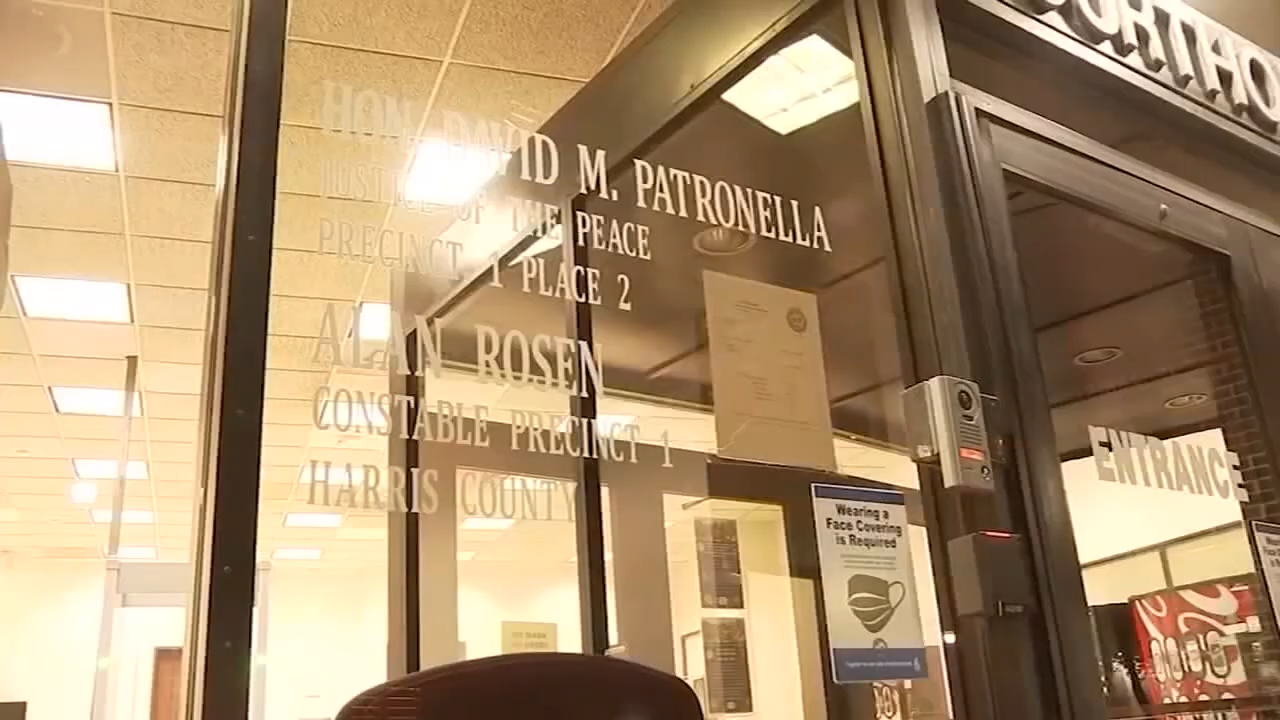 HON. DAVID M. PATRONELLA
JUSTICE OF THE PEACE
PRECINCT 1 PLACE 2
ALAN ROSEN
CONSTABLE PRECINCT 1
HARRIS COUNTY
Wearing a
Face Covering
is Required
ENTRANCE
OURTHO